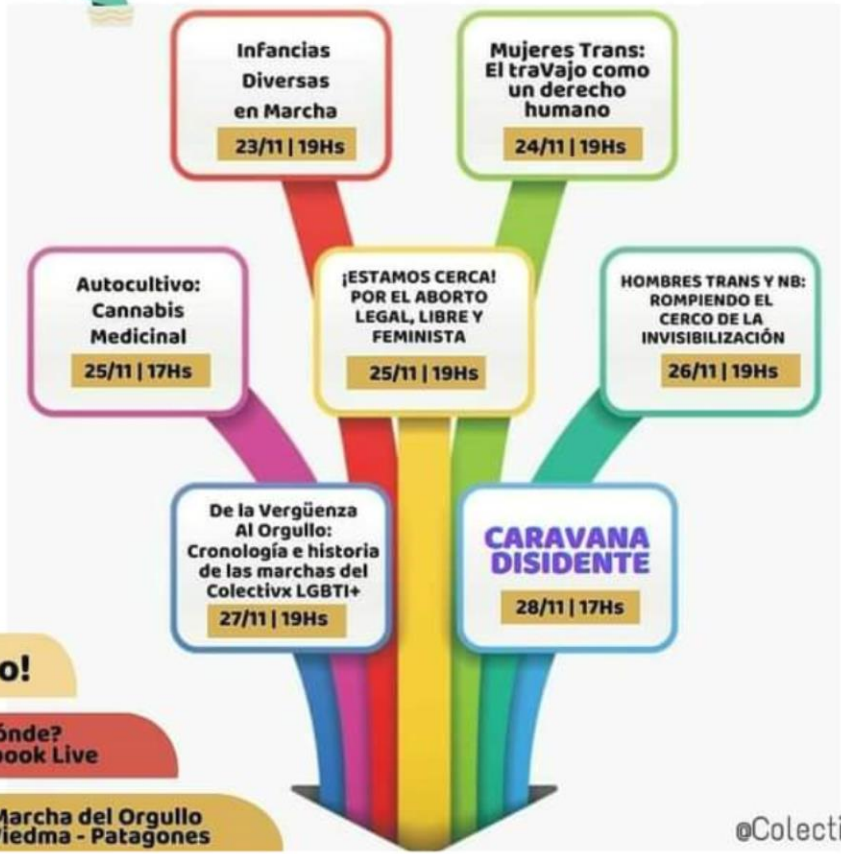 Infancias
Diversas
en Marcha
23/11 | 19Hs
Mujeres Trans:
El traVajo como
un derecho
humano
24/11 | 19Hs
Autocultivo:
Cannabis
Medicinal
25/11 | 17Hs
¡ESTAMOS CERCA!
POR EL ABORTO
LEGAL, LIBRE Y
FEMINISTA
25/11 | 19Hs
HOMBRES TRANS Y NB:
ROMPIENDO EL
CERCO DE LA
INVISIBILIZACIÓN
26/11 | 19Hs
De la Vergüenza
Al Orgullo:
Cronología e historia
de las marchas del
Colectivx LGBTI+
27/11 | 19Hs
CARAVANA
DISIDENTE
28/11 | 17Hs
o!
ónde?
ook Live
Marcha del Orgullo
Viedma - Patagones
@Colecti